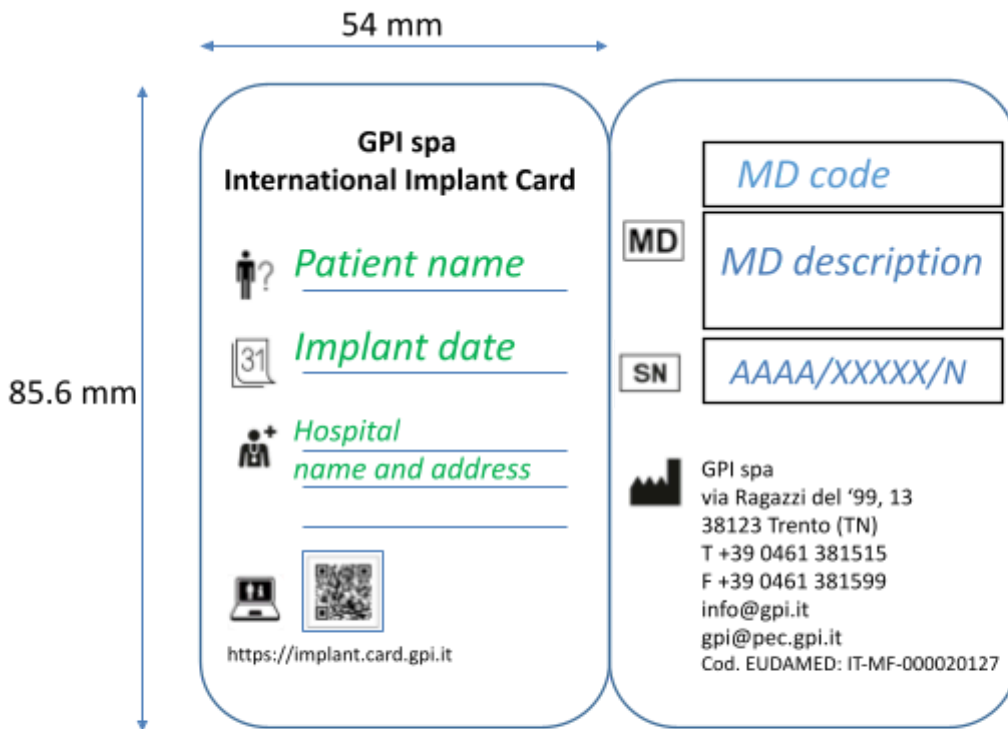 54 mm
85.6 mm
GPI spa
International Implant Card
?
Patient name
31
Implant date
Hospital
name and address
https://implant.card.gpi.it
MD code
MD
MD description
SN
AAAA/XXXXX/N
GPI spa
via Ragazzi del ‘99, 13
38123 Trento (TN)
T +39 0461 381515
F +39 0461 381599
info@gpi.it
gpi@pec.gpi.it
Cod. EUDAMED: IT-MF-000020127